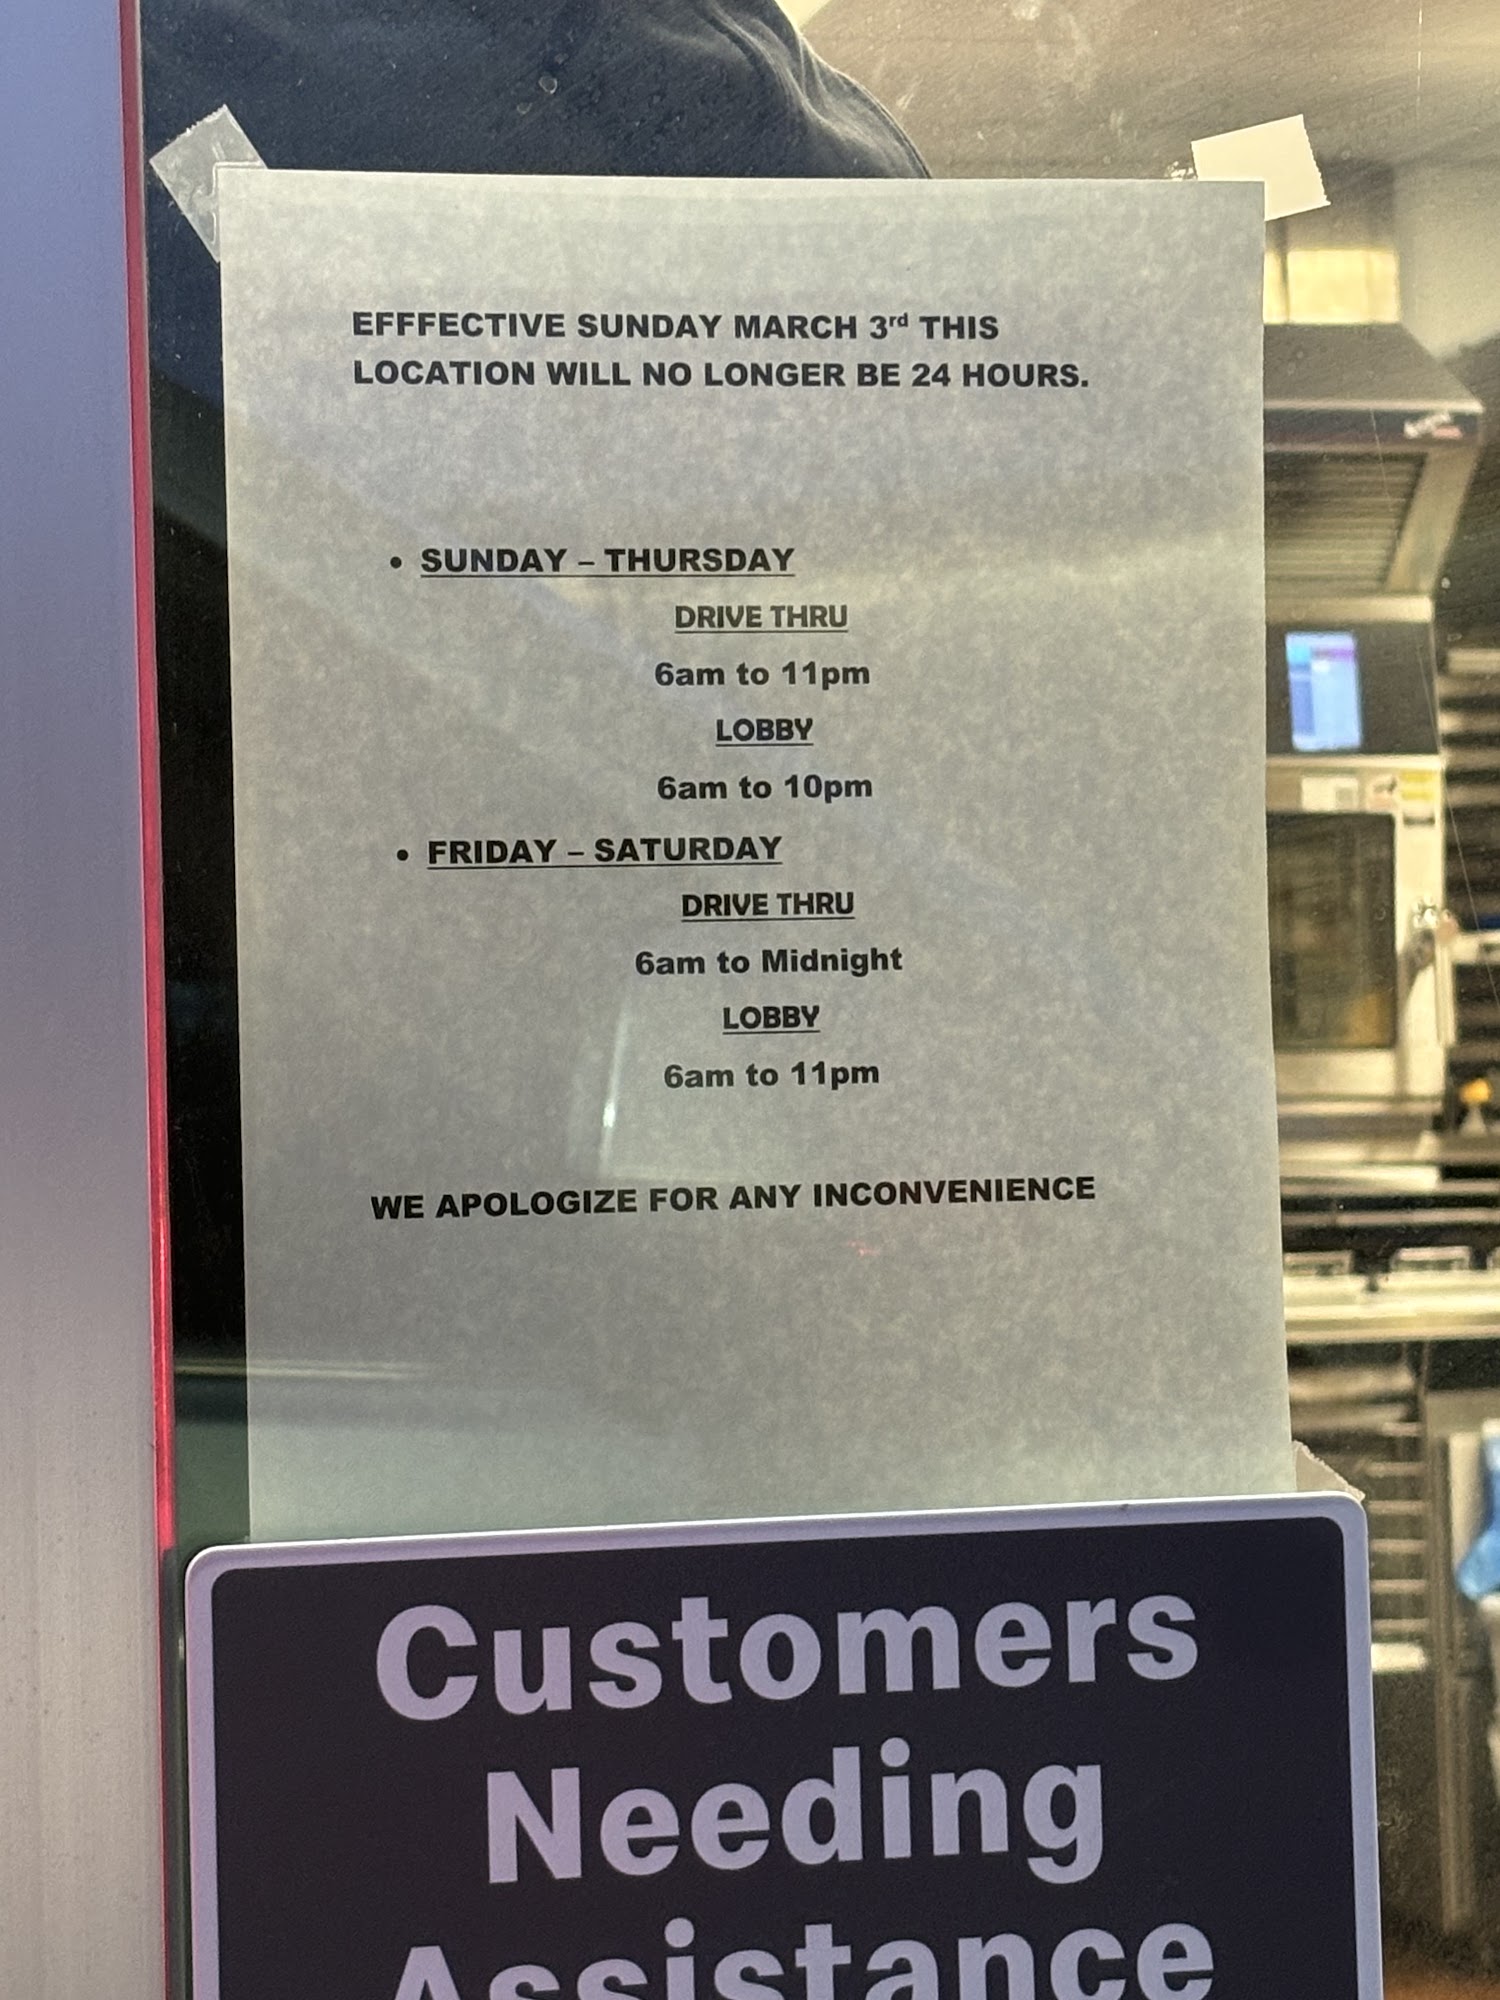 EFFFECTIVE SUNDAY MARCH 3rd THIS
LOCATION WILL NO LONGER BE 24 HOURS.
• SUNDAY – THURSDAY
DRIVE THRU
6am to 11pm
LOBBY
6am to 10pm
• FRIDAY – SATURDAY
DRIVE THRU
6am to Midnight
LOBBY
6am to 11pm
WE APOLOGIZE FOR ANY INCONVENIENCE
Customers
Needing
Assistance